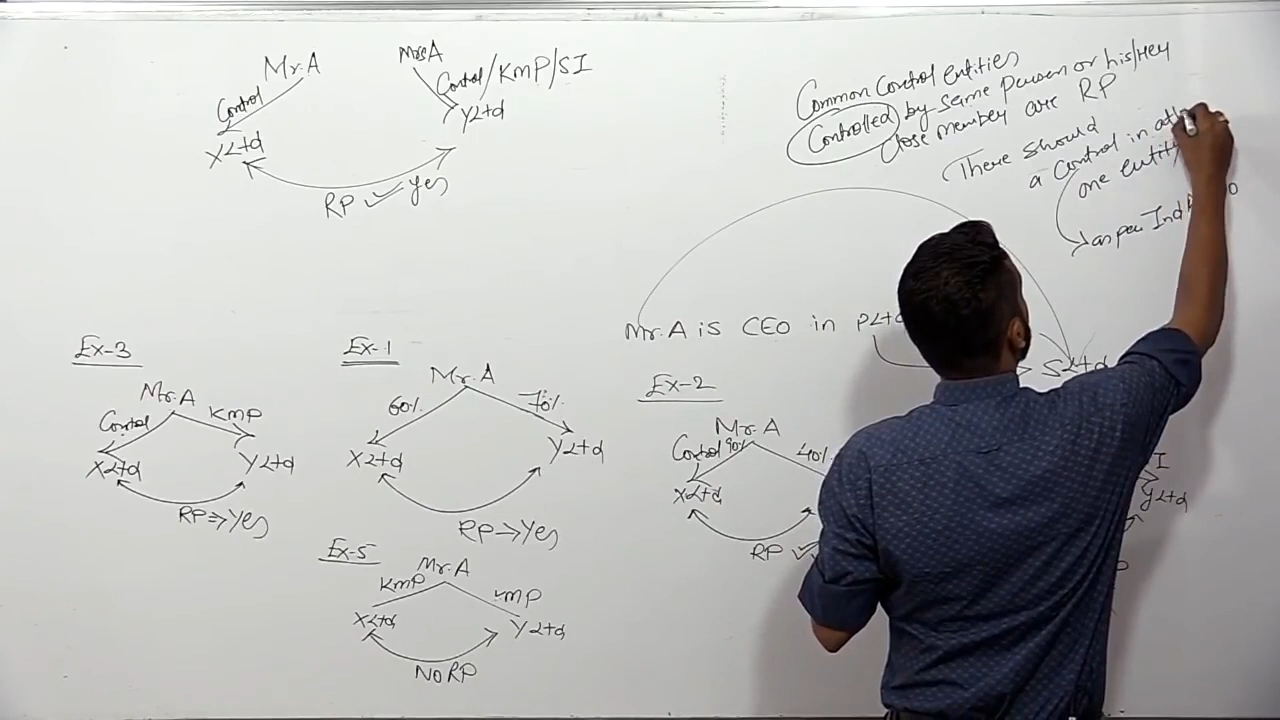 Mr.A
Control
X Ltd
Mrs A
Control/KMP/SI
Y Ltd
RP Yes
Common Control entities
Controlled by same person or his/her
close member are RP
There should
a control in atl
one entity
as per Ind
Mr.A is CEO in P Lt
S Ltd
Ex-3
Mr.A
Control
KMP
X Ltd
Y Ltd
RP ⇒ Yes
Ex-1
Mr.A
60%
70%
X Ltd
Y Ltd
RP → Yes
Ex-2
Mr.A
Control 90%
40%
X Ltd
RP
I
Y Ltd
P
Ex-5
Mr.A
KMP
KMP
X Ltd
Y Ltd
NO RP